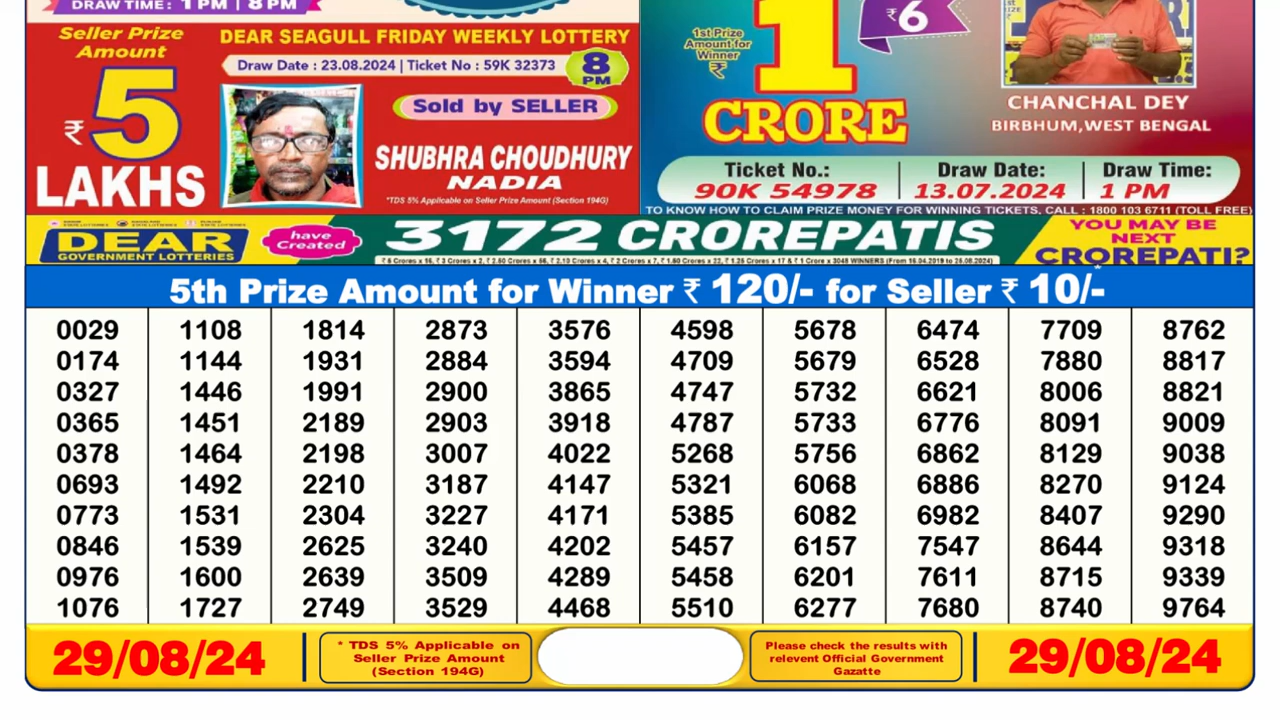 DRAW TIME: 1 PM | 8 PM
Seller Prize
Amount
₹ 5
LAKHS
DEAR SEAGULL FRIDAY WEEKLY LOTTERY
Draw Date : 23.08.2024 | Ticket No : 59K 32373
8 PM
Sold by SELLER
SHUBHRA CHOUDHURY
NADIA
*TDS 5% Applicable on Seller Prize Amount (Section 194G)
₹6
1st Prize
Amount for
Winner
₹
1
CRORE
CHANCHAL DEY
BIRBHUM,WEST BENGAL
Ticket No.: Draw Date: Draw Time:
90K 54978 13.07.2024 1 PM
TO KNOW HOW TO CLAIM PRIZE MONEY FOR WINNING TICKETS, CALL : 1800 103 6711 (TOLL FREE)
DEAR
GOVERNMENT LOTTERIES
have
Created
3172 CROREPATIS
YOU MAY BE
NEXT
CROREPATI?
5th Prize Amount for Winner ₹ 120/- for Seller ₹ 10/-
0029 1108 1814 2873 3576 4598 5678 6474 7709 8762
0174 1144 1931 2884 3594 4709 5679 6528 7880 8817
0327 1446 1991 2900 3865 4747 5732 6621 8006 8821
0365 1451 2189 2903 3918 4787 5733 6776 8091 9009
0378 1464 2198 3007 4022 5268 5756 6862 8129 9038
0693 1492 2210 3187 4147 5321 6068 6886 8270 9124
0773 1531 2304 3227 4171 5385 6082 6982 8407 9290
0846 1539 2625 3240 4202 5457 6157 7547 8644 9318
0976 1600 2639 3509 4289 5458 6201 7611 8715 9339
1076 1727 2749 3529 4468 5510 6277 7680 8740 9764
29/08/24
* TDS 5% Applicable on
Seller Prize Amount
(Section 194G)
Please check the results with
relevent Official Government
Gazatte
29/08/24